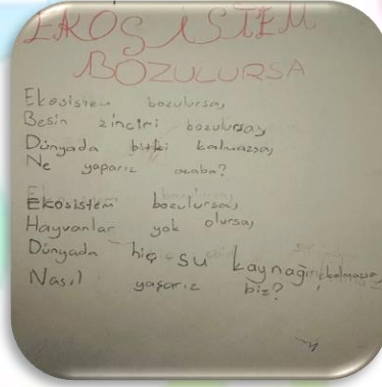 EKOSİSTEM
BOZULURSA
Ekosistem bozulursa,
Besin zinciri bozulursa,
Dünyada bitki kalmazsa,
Ne yaparız acaba?
Ekosistem bozulursa,
Hayvanlar yok olursa,
Dünyada hiç su kaynağı kalmazsa,
Nasıl yaşarız biz?